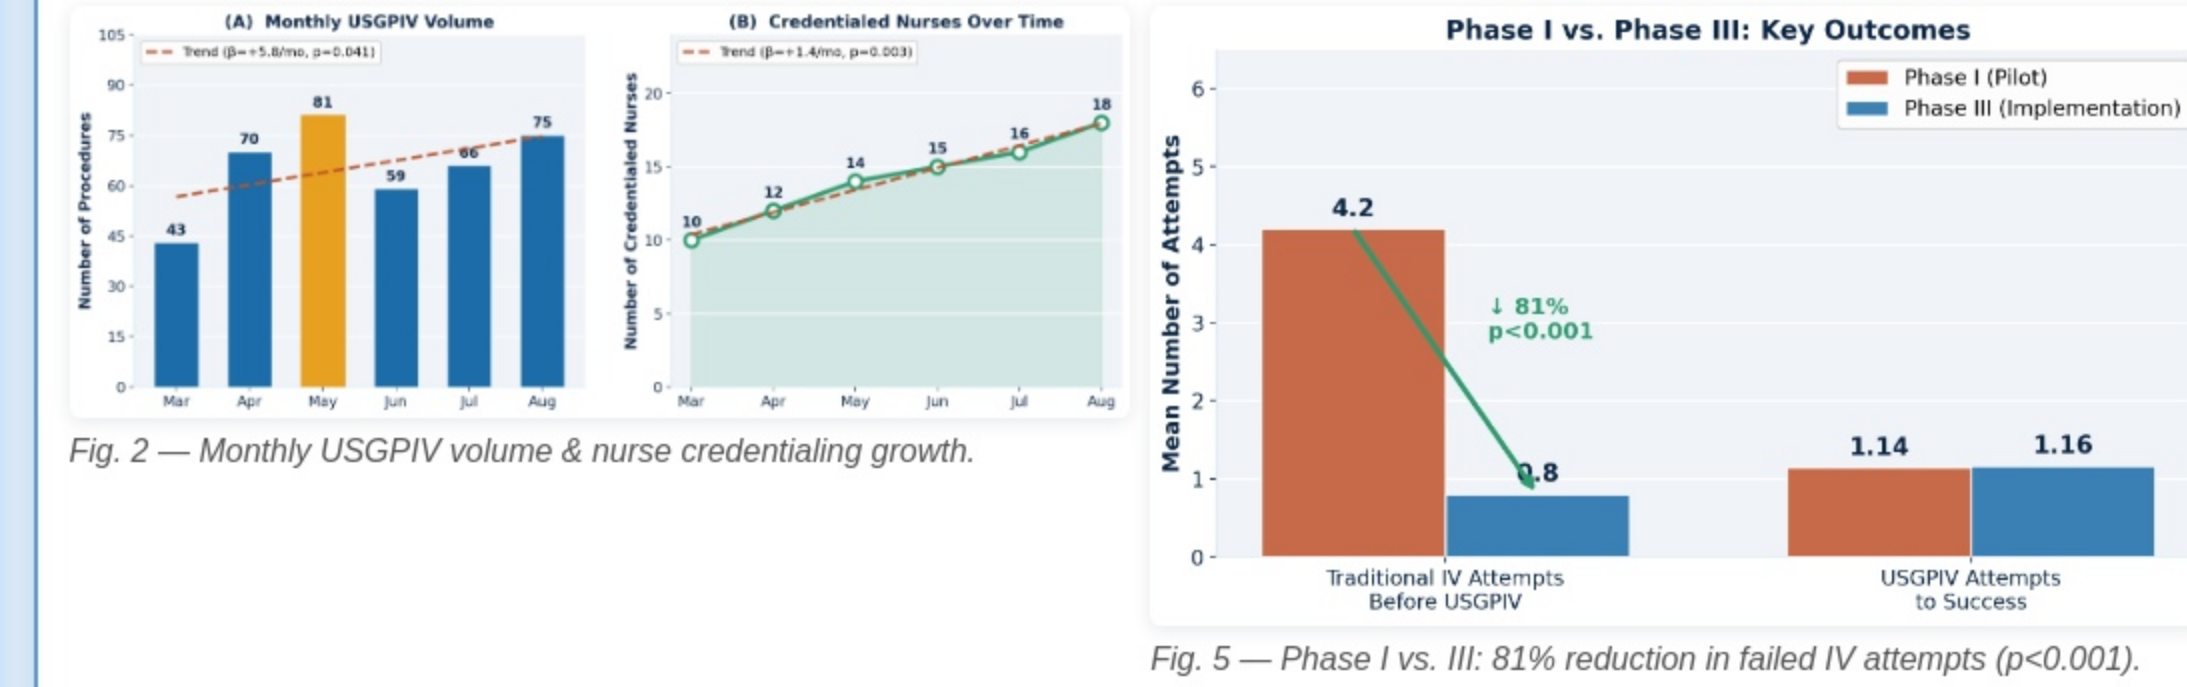 (A) Monthly USGPIV Volume
Trend (β=+5.8/mo, p=0.041)
Number of Procedures
105
90
75
60
45
30
15
0
43
70
81
59
66
75
Mar Apr May Jun Jul Aug
(B) Credentialed Nurses Over Time
Trend (β=+1.4/mo, p=0.003)
Number of Credentialed Nurses
20
15
10
5
0
10
12
14
15
16
18
Mar Apr May Jun Jul Aug
Fig. 2 — Monthly USGPIV volume & nurse credentialing growth.
Phase I vs. Phase III: Key Outcomes
Phase I (Pilot)
Phase III (Implementation)
Mean Number of Attempts
6
5
4
3
2
1
0
4.2
↓ 81%
p<0.001
0.8
1.14
1.16
Traditional IV Attempts
Before USGPIV
USGPIV Attempts
to Success
Fig. 5 — Phase I vs. III: 81% reduction in failed IV attempts (p<0.001).